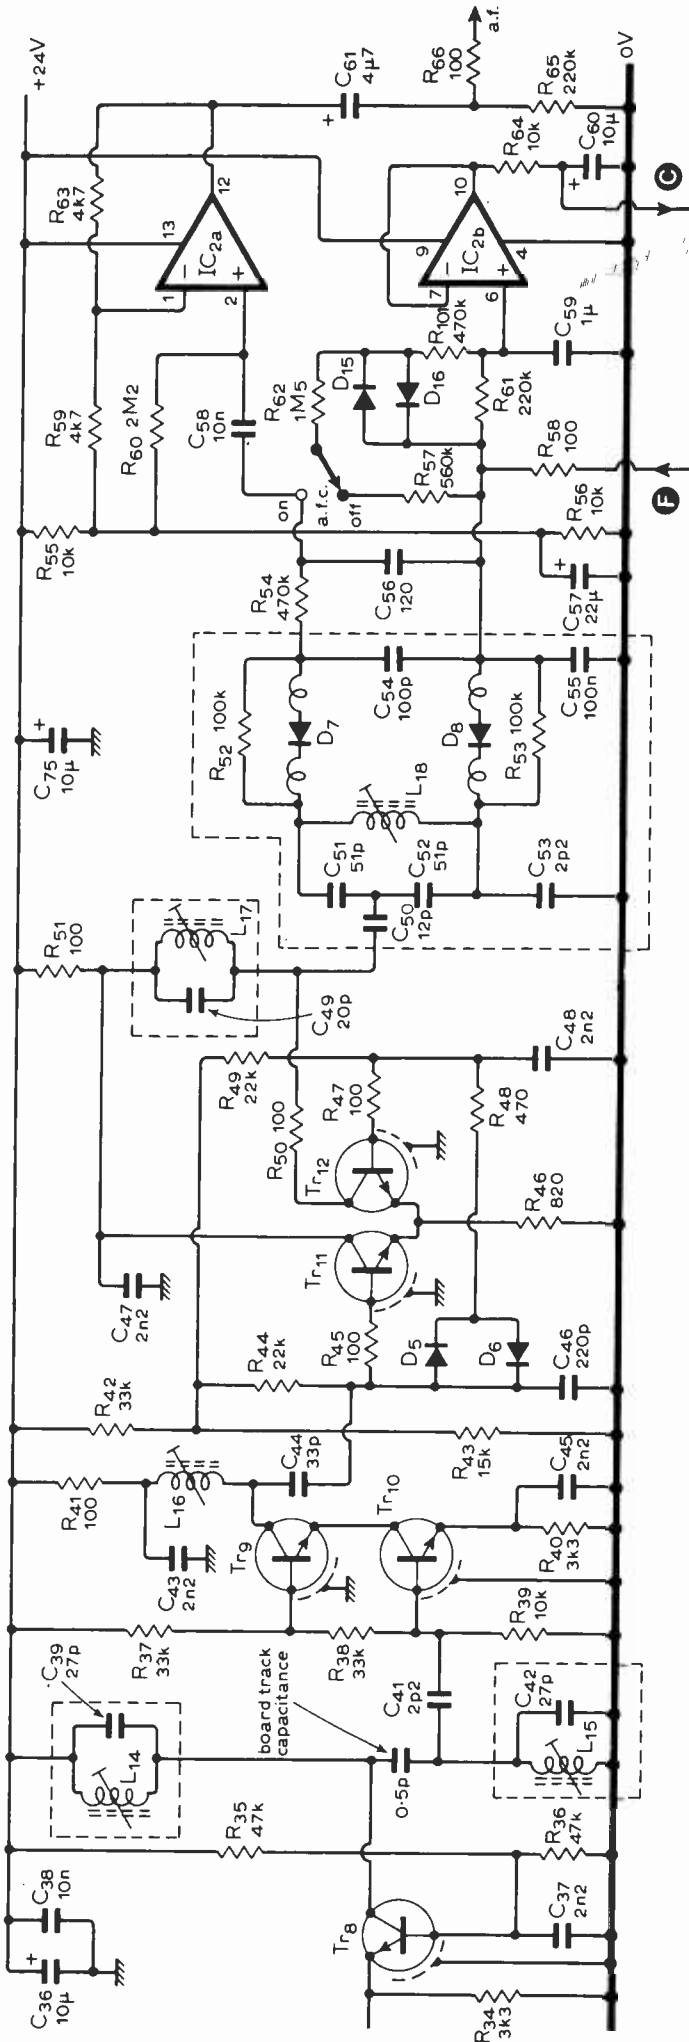 +24V
C36
10µ
+
C38
10n
L14
C39
27p
R35
47k
Tr8
R34
3k3
C37
2n2
R36
47k
board track
capacitance
0·5p
C41
2p2
C42
27p
L15
R37
33k
R38
33k
R39
10k
C43
2n2
R41
100
L16
Tr9
Tr10
R40
3k3
C45
2n2
C44
33p
R42
33k
R43
15k
R44
22k
R45
100
D5
D6
C46
220p
C47
2n2
Tr11
Tr12
R46
820
R50 100
R47
100
R48
470
R49
22k
C48
2n2
R51
100
C49
20p
L17
C50
12p
C51
51p
C52
51p
C53
2p2
L18
R52 100k
D7
D8
R53 100k
C54
100p
C55
100n
C75
10µ
+
R54
470k
C56
120
R55
10k
R56
10k
C57
22µ
+
on
a.f.c.
off
R57
560k
R58
100
F
R59
4k7
R60 2M2
C58
10n
R62
1M5
D15
D16
R101
470k
R61
220k
C59
1µ
R63
4k7
1
2
13
12
−
+
IC2a
7
6
9
4
10
−
+
IC2b
C61
4µ7
+
R66
100
a.f.
R65
220k
R64
10k
C60
10µ
+
C
0V